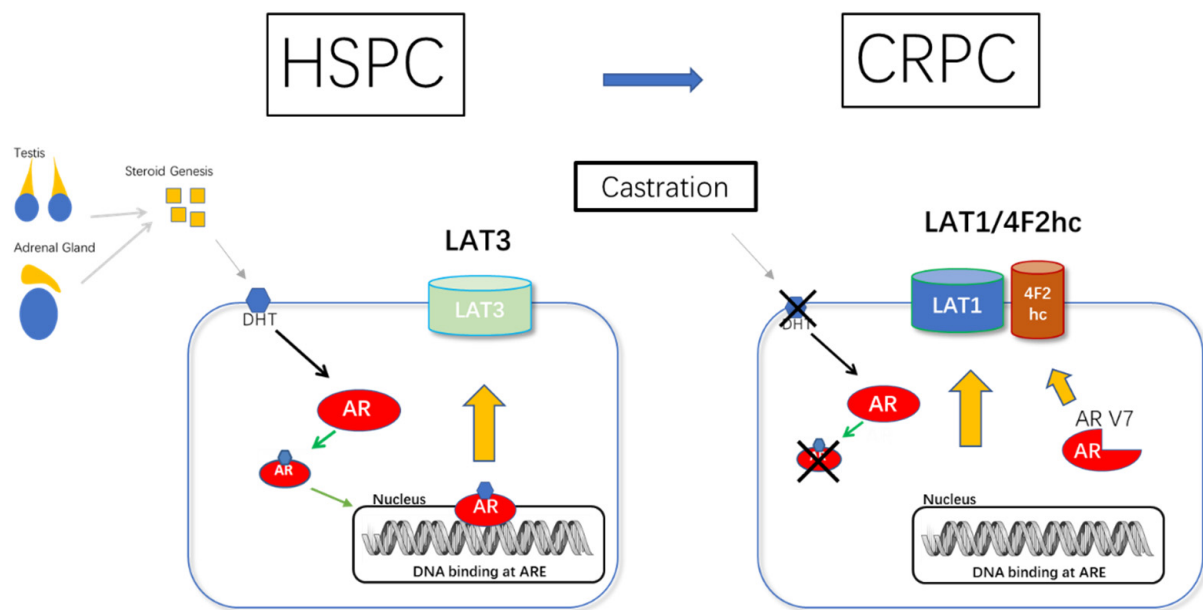 HSPC
CRPC
Testis
Steroid Genesis
Adrenal Gland
Castration
LAT3
LAT1/4F2hc
LAT3
LAT1
4F2
hc
DHT
DHT
AR
AR
AR
AR
AR V7
AR
Nucleus
DNA binding at ARE
Nucleus
DNA binding at ARE